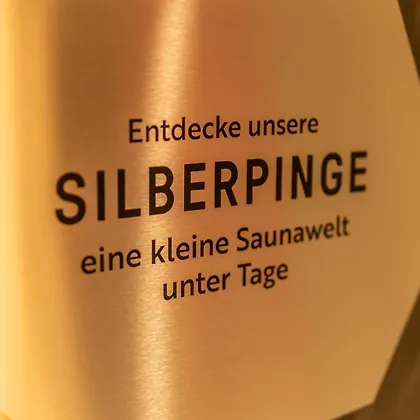 Entdecke unsere
SILBERPINGE
eine kleine Saunawelt
unter Tage